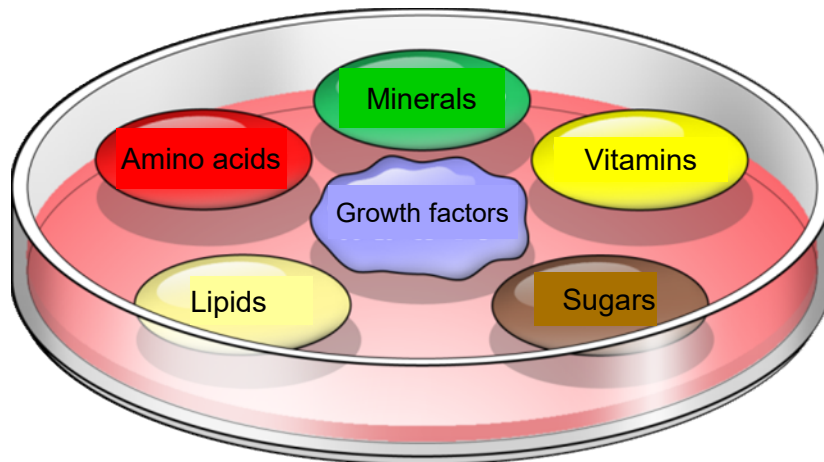 Minerals
Amino acids
Vitamins
Growth factors
Lipids
Sugars